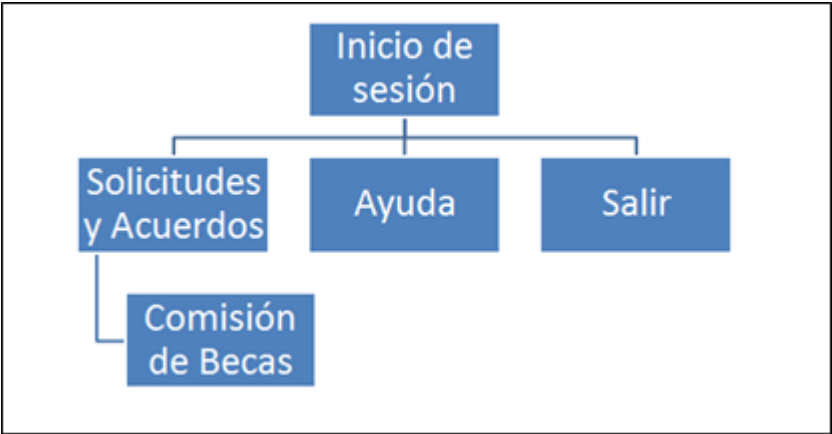 Inicio de
sesión
Solicitudes
y Acuerdos
Ayuda
Salir
Comisión
de Becas